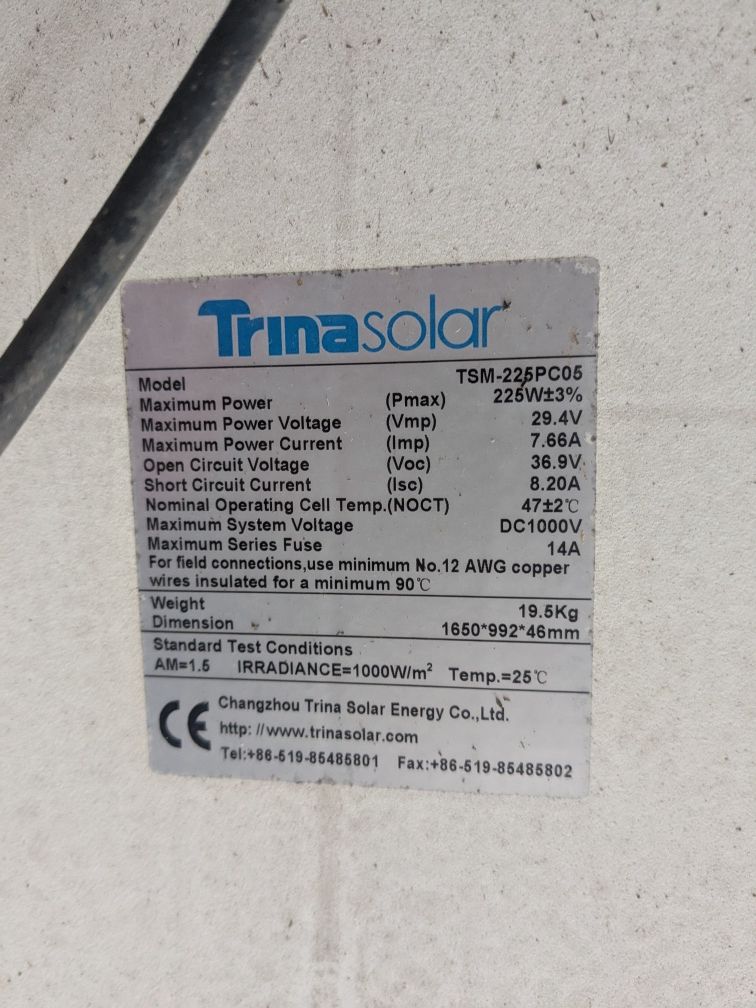 Trinasolar
Model TSM-225PC05
Maximum Power (Pmax) 225W±3%
Maximum Power Voltage (Vmp) 29.4V
Maximum Power Current (Imp) 7.66A
Open Circuit Voltage (Voc) 36.9V
Short Circuit Current (Isc) 8.20A
Nominal Operating Cell Temp.(NOCT) 47±2℃
Maximum System Voltage DC1000V
Maximum Series Fuse 14A
For field connections,use minimum No.12 AWG copper
wires insulated for a minimum 90℃
Weight 19.5Kg
Dimension 1650*992*46mm
Standard Test Conditions
AM=1.5 IRRADIANCE=1000W/m² Temp.=25℃
CE Changzhou Trina Solar Energy Co.,Ltd.
http: //www.trinasolar.com
Tel:+86-519-85485801 Fax:+86-519-85485802